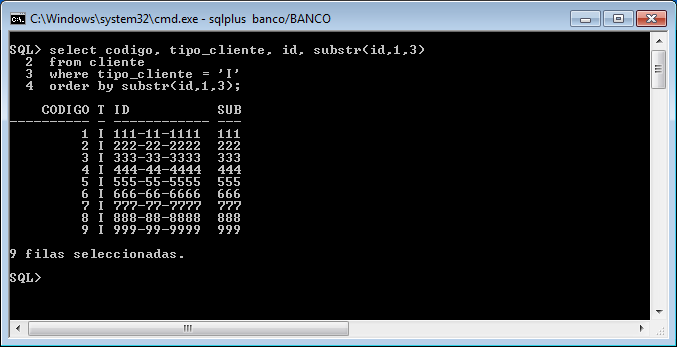 C:\Windows\system32\cmd.exe - sqlplus  banco/BANCO
SQL> select codigo, tipo_cliente, id, substr(id,1,3)
  2  from cliente
  3  where tipo_cliente = 'I'
  4  order by substr(id,1,3);
    CODIGO T ID            SUB
---------- - ------------- ---
         1 I 111-11-1111   111
         2 I 222-22-2222   222
         3 I 333-33-3333   333
         4 I 444-44-4444   444
         5 I 555-55-5555   555
         6 I 666-66-6666   666
         7 I 777-77-7777   777
         8 I 888-88-8888   888
         9 I 999-99-9999   999
9 filas seleccionadas.
SQL>